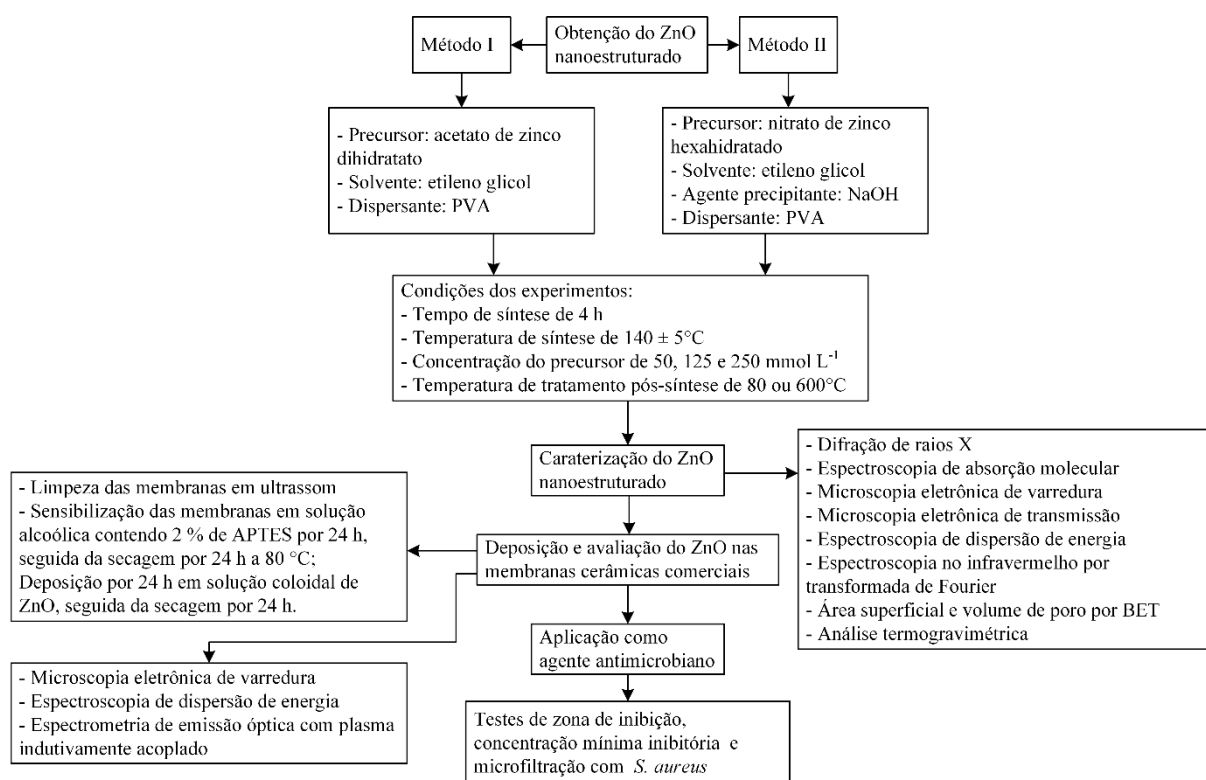 Método I
Obtenção do ZnO
nanoestruturado
Método II
- Precursor: acetato de zinco
dihidratato
- Solvente: etileno glicol
- Dispersante: PVA
- Precursor: nitrato de zinco
hexahidratado
- Solvente: etileno glicol
- Agente precipitante: NaOH
- Dispersante: PVA
Condições dos experimentos:
- Tempo de síntese de 4 h
- Temperatura de síntese de 140 ± 5°C
- Concentração do precursor de 50, 125 e 250 mmol L⁻¹
- Temperatura de tratamento pós-síntese de 80 ou 600°C
Caraterização do ZnO
nanoestruturado
- Difração de raios X
- Espectroscopia de absorção molecular
- Microscopia eletrônica de varredura
- Microscopia eletrônica de transmissão
- Espectroscopia de dispersão de energia
- Espectroscopia no infravermelho por
transformada de Fourier
- Área superficial e volume de poro por BET
- Análise termogravimétrica
- Limpeza das membranas em ultrassom
- Sensibilização das membranas em solução
alcoólica contendo 2 % de APTES por 24 h,
seguida da secagem por 24 h a 80 °C;
Deposição por 24 h em solução coloidal de
ZnO, seguida da secagem por 24 h.
Deposição e avaliação do ZnO nas
membranas cerâmicas comerciais
- Microscopia eletrônica de varredura
- Espectroscopia de dispersão de energia
- Espectrometria de emissão óptica com plasma
indutivamente acoplado
Aplicação como
agente antimicrobiano
Testes de zona de inibição,
concentração mínima inibitória e
microfiltração com S. aureus